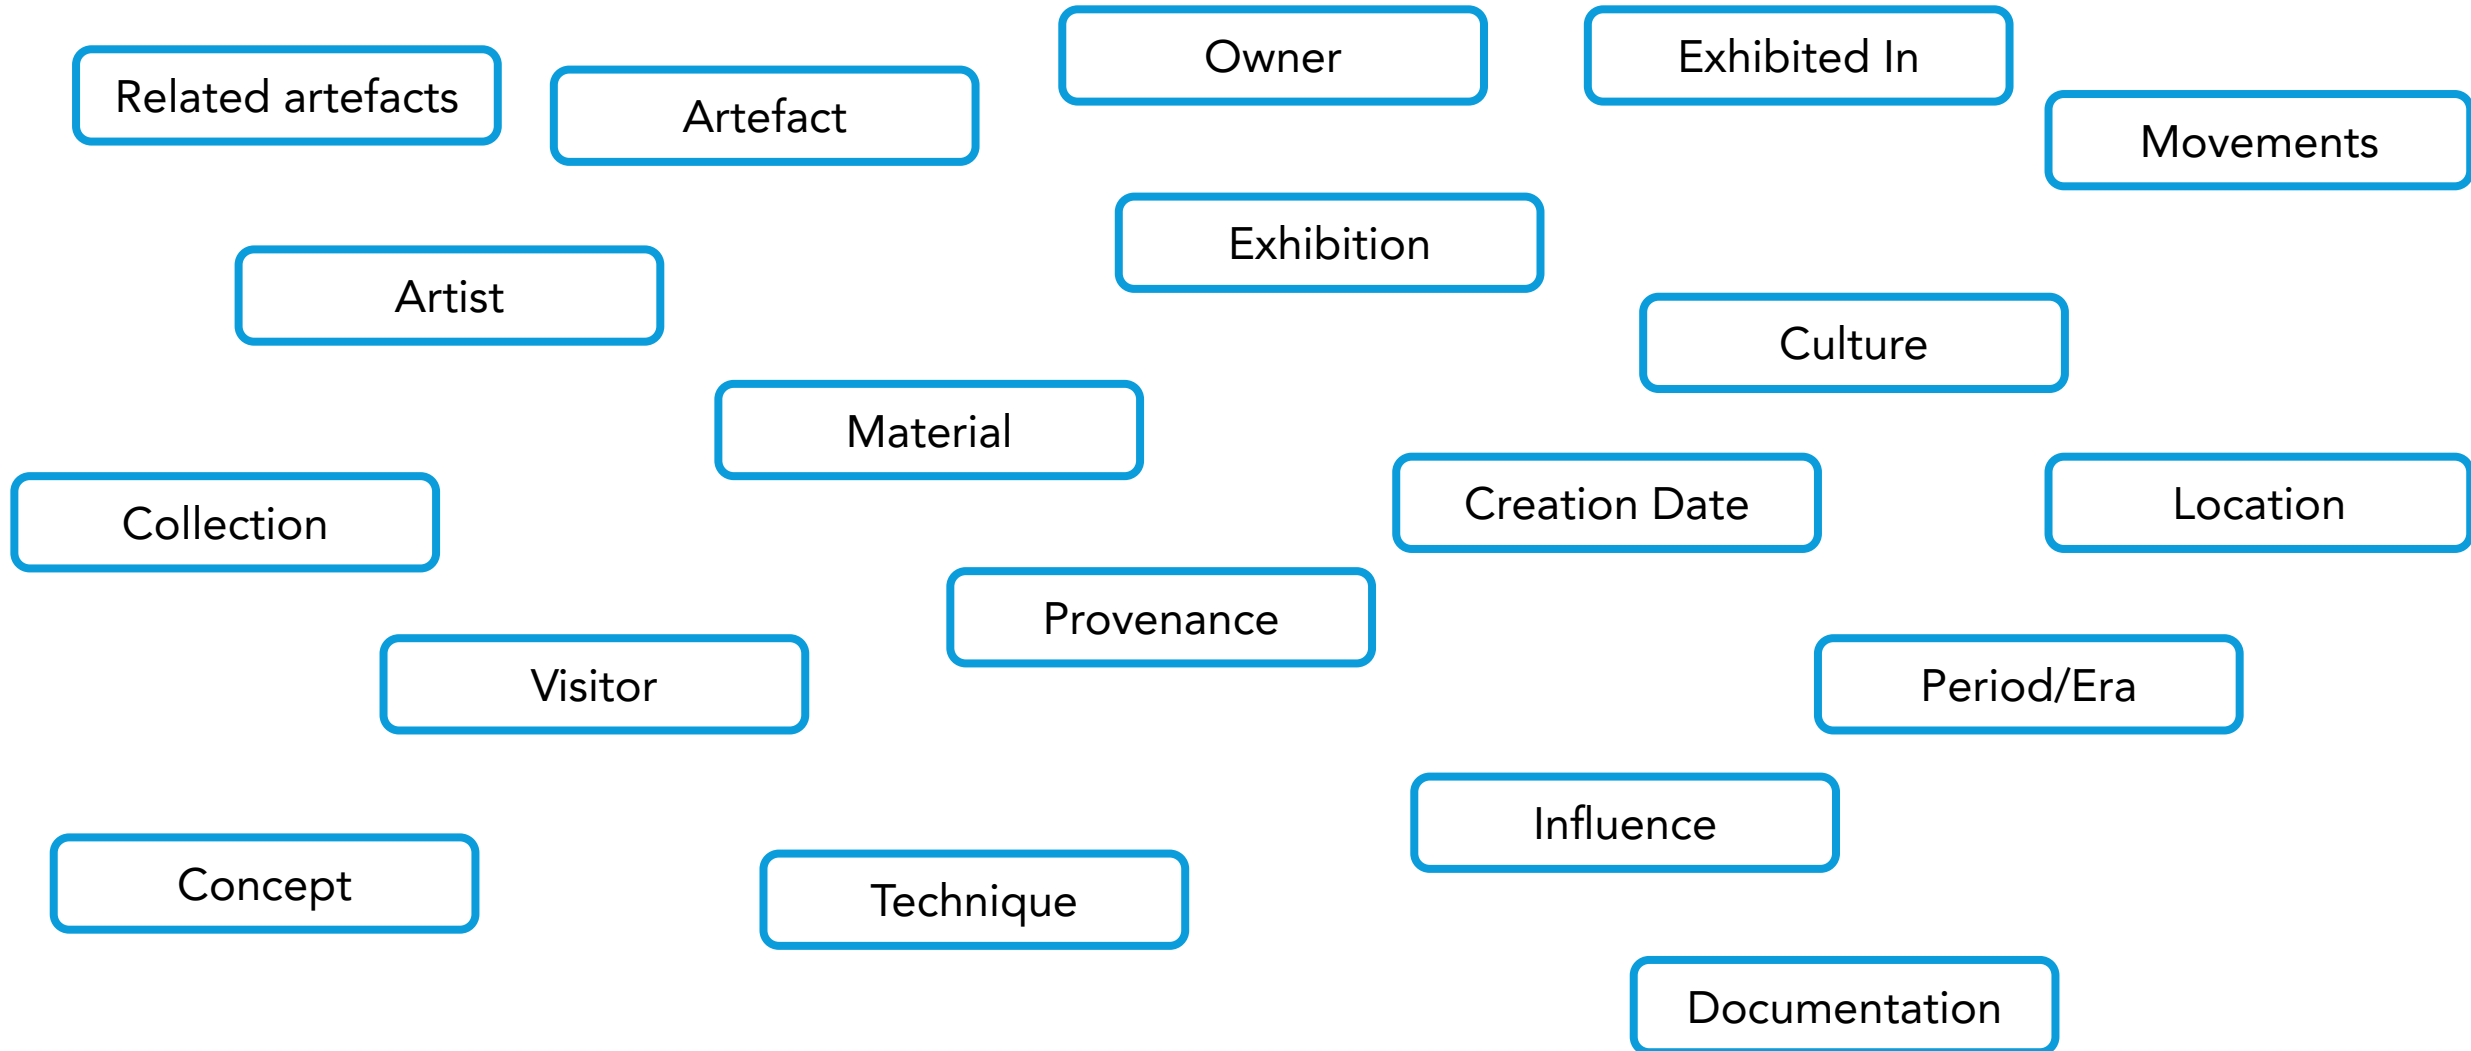 Owner
Exhibited In
Related artefacts
Artefact
Movements
Exhibition
Artist
Culture
Material
Collection
Creation Date
Location
Provenance
Visitor
Period/Era
Influence
Concept
Technique
Documentation